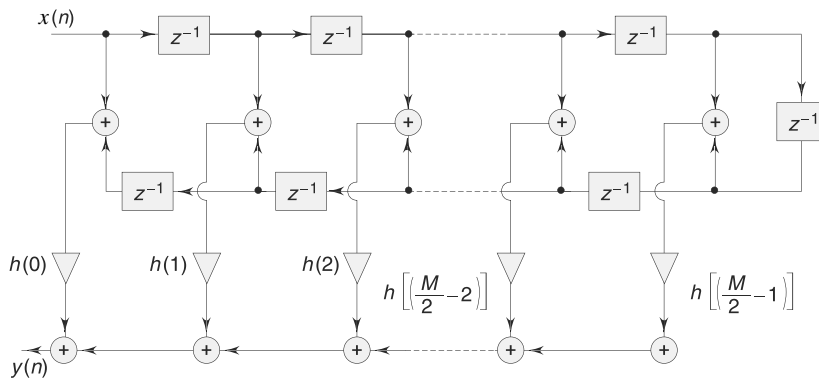 x(n)
z⁻¹ z⁻¹ z⁻¹
+ + + + +
z⁻¹
z⁻¹ z⁻¹ z⁻¹
h(0) h(1) h(2) h[(M/2 −2)] h[(M/2 −1)]
+ + + + +
y(n)